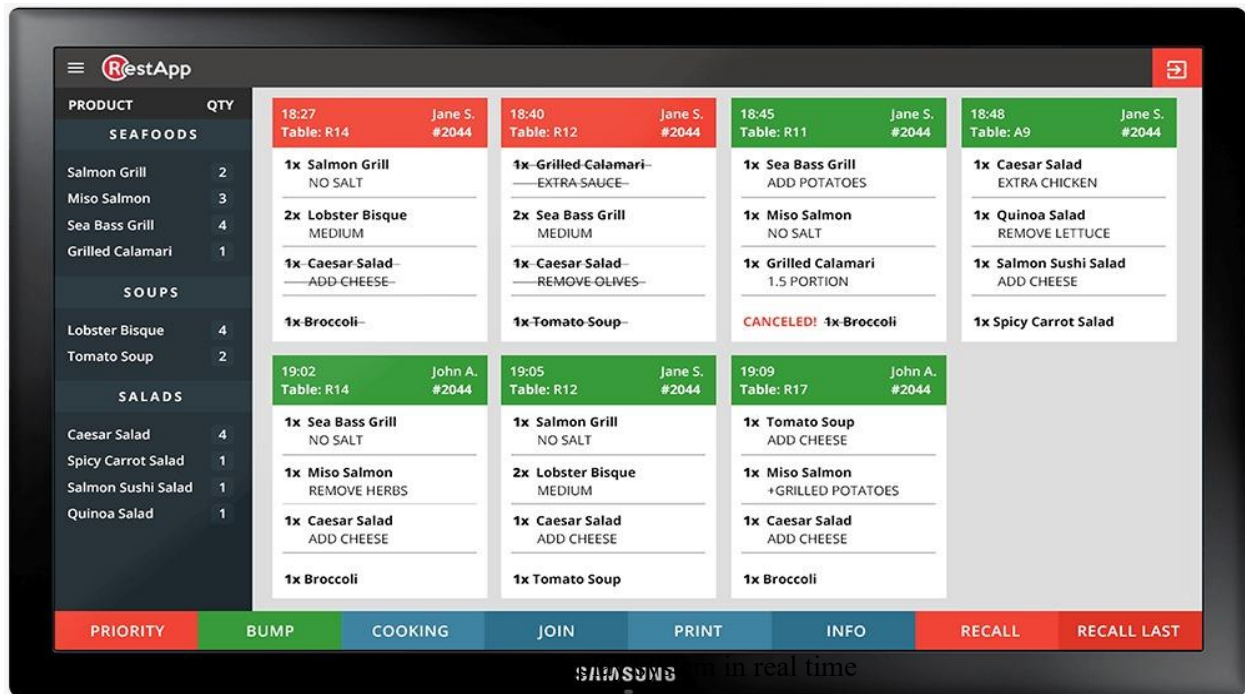 RestApp
PRODUCT QTY
SEAFOODS
Salmon Grill 2
Miso Salmon 3
Sea Bass Grill 4
Grilled Calamari 1
SOUPS
Lobster Bisque 4
Tomato Soup 2
SALADS
Caesar Salad 4
Spicy Carrot Salad 1
Salmon Sushi Salad 1
Quinoa Salad 1
18:27 Jane S.
Table: R14 #2044
1x Salmon Grill
NO SALT
2x Lobster Bisque
MEDIUM
1x Caesar Salad
ADD CHEESE
1x Broccoli
18:40 Jane S.
Table: R12 #2044
1x Grilled Calamari
EXTRA SAUCE
2x Sea Bass Grill
MEDIUM
1x Caesar Salad
REMOVE OLIVES
1x Tomato Soup
18:45 Jane S.
Table: R11 #2044
1x Sea Bass Grill
ADD POTATOES
1x Miso Salmon
NO SALT
1x Grilled Calamari
1.5 PORTION
CANCELED! 1x Broccoli
18:48 Jane S.
Table: A9 #2044
1x Caesar Salad
EXTRA CHICKEN
1x Quinoa Salad
REMOVE LETTUCE
1x Salmon Sushi Salad
ADD CHEESE
1x Spicy Carrot Salad
19:02 John A.
Table: R14 #2044
1x Sea Bass Grill
NO SALT
1x Miso Salmon
REMOVE HERBS
1x Caesar Salad
ADD CHEESE
1x Broccoli
19:05 Jane S.
Table: R12 #2044
1x Salmon Grill
NO SALT
2x Lobster Bisque
MEDIUM
1x Caesar Salad
ADD CHEESE
1x Tomato Soup
19:09 John A.
Table: R17 #2044
1x Tomato Soup
ADD CHEESE
1x Miso Salmon
+GRILLED POTATOES
1x Caesar Salad
ADD CHEESE
1x Broccoli
PRIORITY BUMP COOKING JOIN PRINT INFO RECALL RECALL LAST
SAMSUNG
in real time